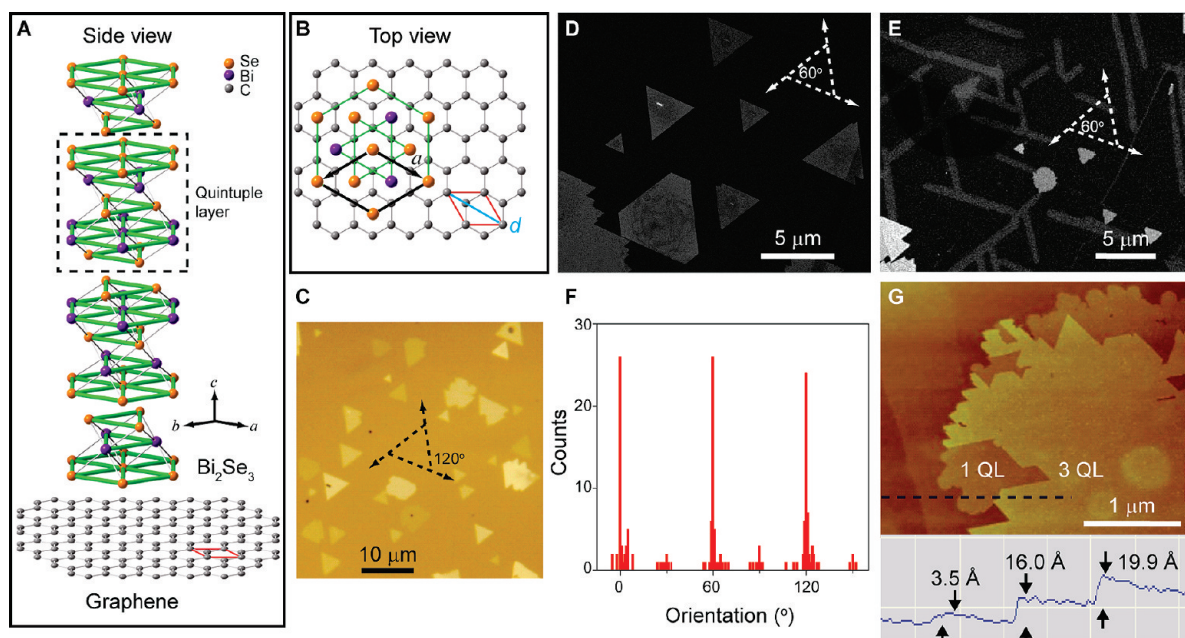 A
Side view
Se
Bi
C
Quintuple
layer
c
b
a
Bi₂Se₃
Graphene
B
Top view
a
d
C
120°
10 μm
D
60°
5 μm
E
60°
5 μm
F
30
20
10
0
Counts
0
60
120
Orientation (°)
G
1 QL
3 QL
1 μm
3.5 Å
16.0 Å
19.9 Å